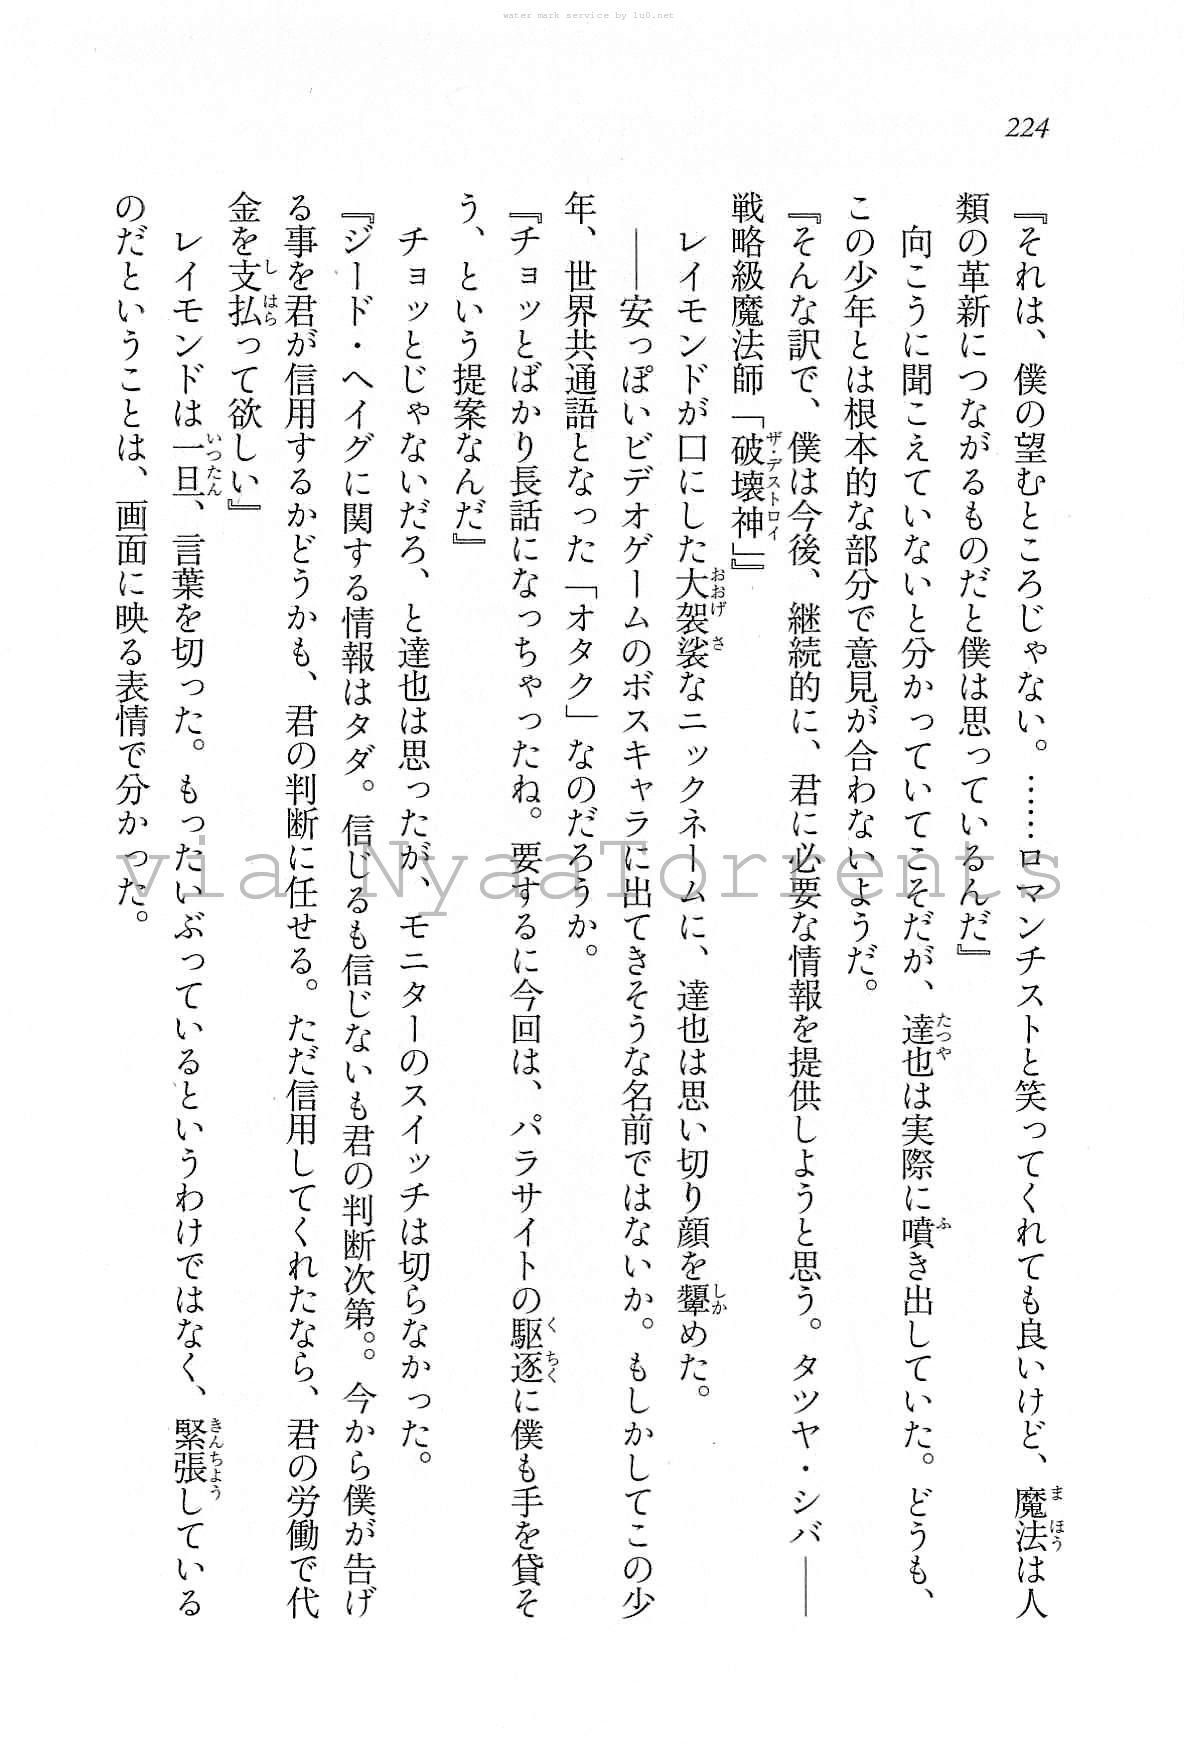 water mark service by lu0.net
224
『それは、僕の望むところじゃない。……ロマンチストと笑ってくれても良いけど、魔法は人
類の革新につながるものだと僕は思っているんだ』
向こうに聞こえていないと分かっていてこそだが、達也は実際に噴き出していた。どうも、
この少年とは根本的な部分で意見が合わないようだ。
『そんな訳で、僕は今後、継続的に、君に必要な情報を提供しようと思う。タツヤ・シバ――
戦略級魔法師「破壊神」』
レイモンドが口にした大袈裟なニックネームに、達也は思い切り顔を顰めた。
――安っぽいビデオゲームのボスキャラに出てきそうな名前ではないか。もしかしてこの少
年、世界共通語となった「オタク」なのだろうか。
『チョッとばかり長話になっちゃったね。要するに今回は、パラサイトの駆逐に僕も手を貸そ
う、という提案なんだ』
チョッとじゃないだろ、と達也は思ったが、モニターのスイッチは切らなかった。
『ジード・ヘイグに関する情報はタダ。信じるも信じないも君の判断次第。。今から僕が告げ
る事を君が信用するかどうかも、君の判断に任せる。ただ信用してくれたなら、君の労働で代
金を支払って欲しい』
レイモンドは一旦、言葉を切った。もったいぶっているというわけではなく、緊張している
のだということは、画面に映る表情で分かった。
via NyaaTorrents